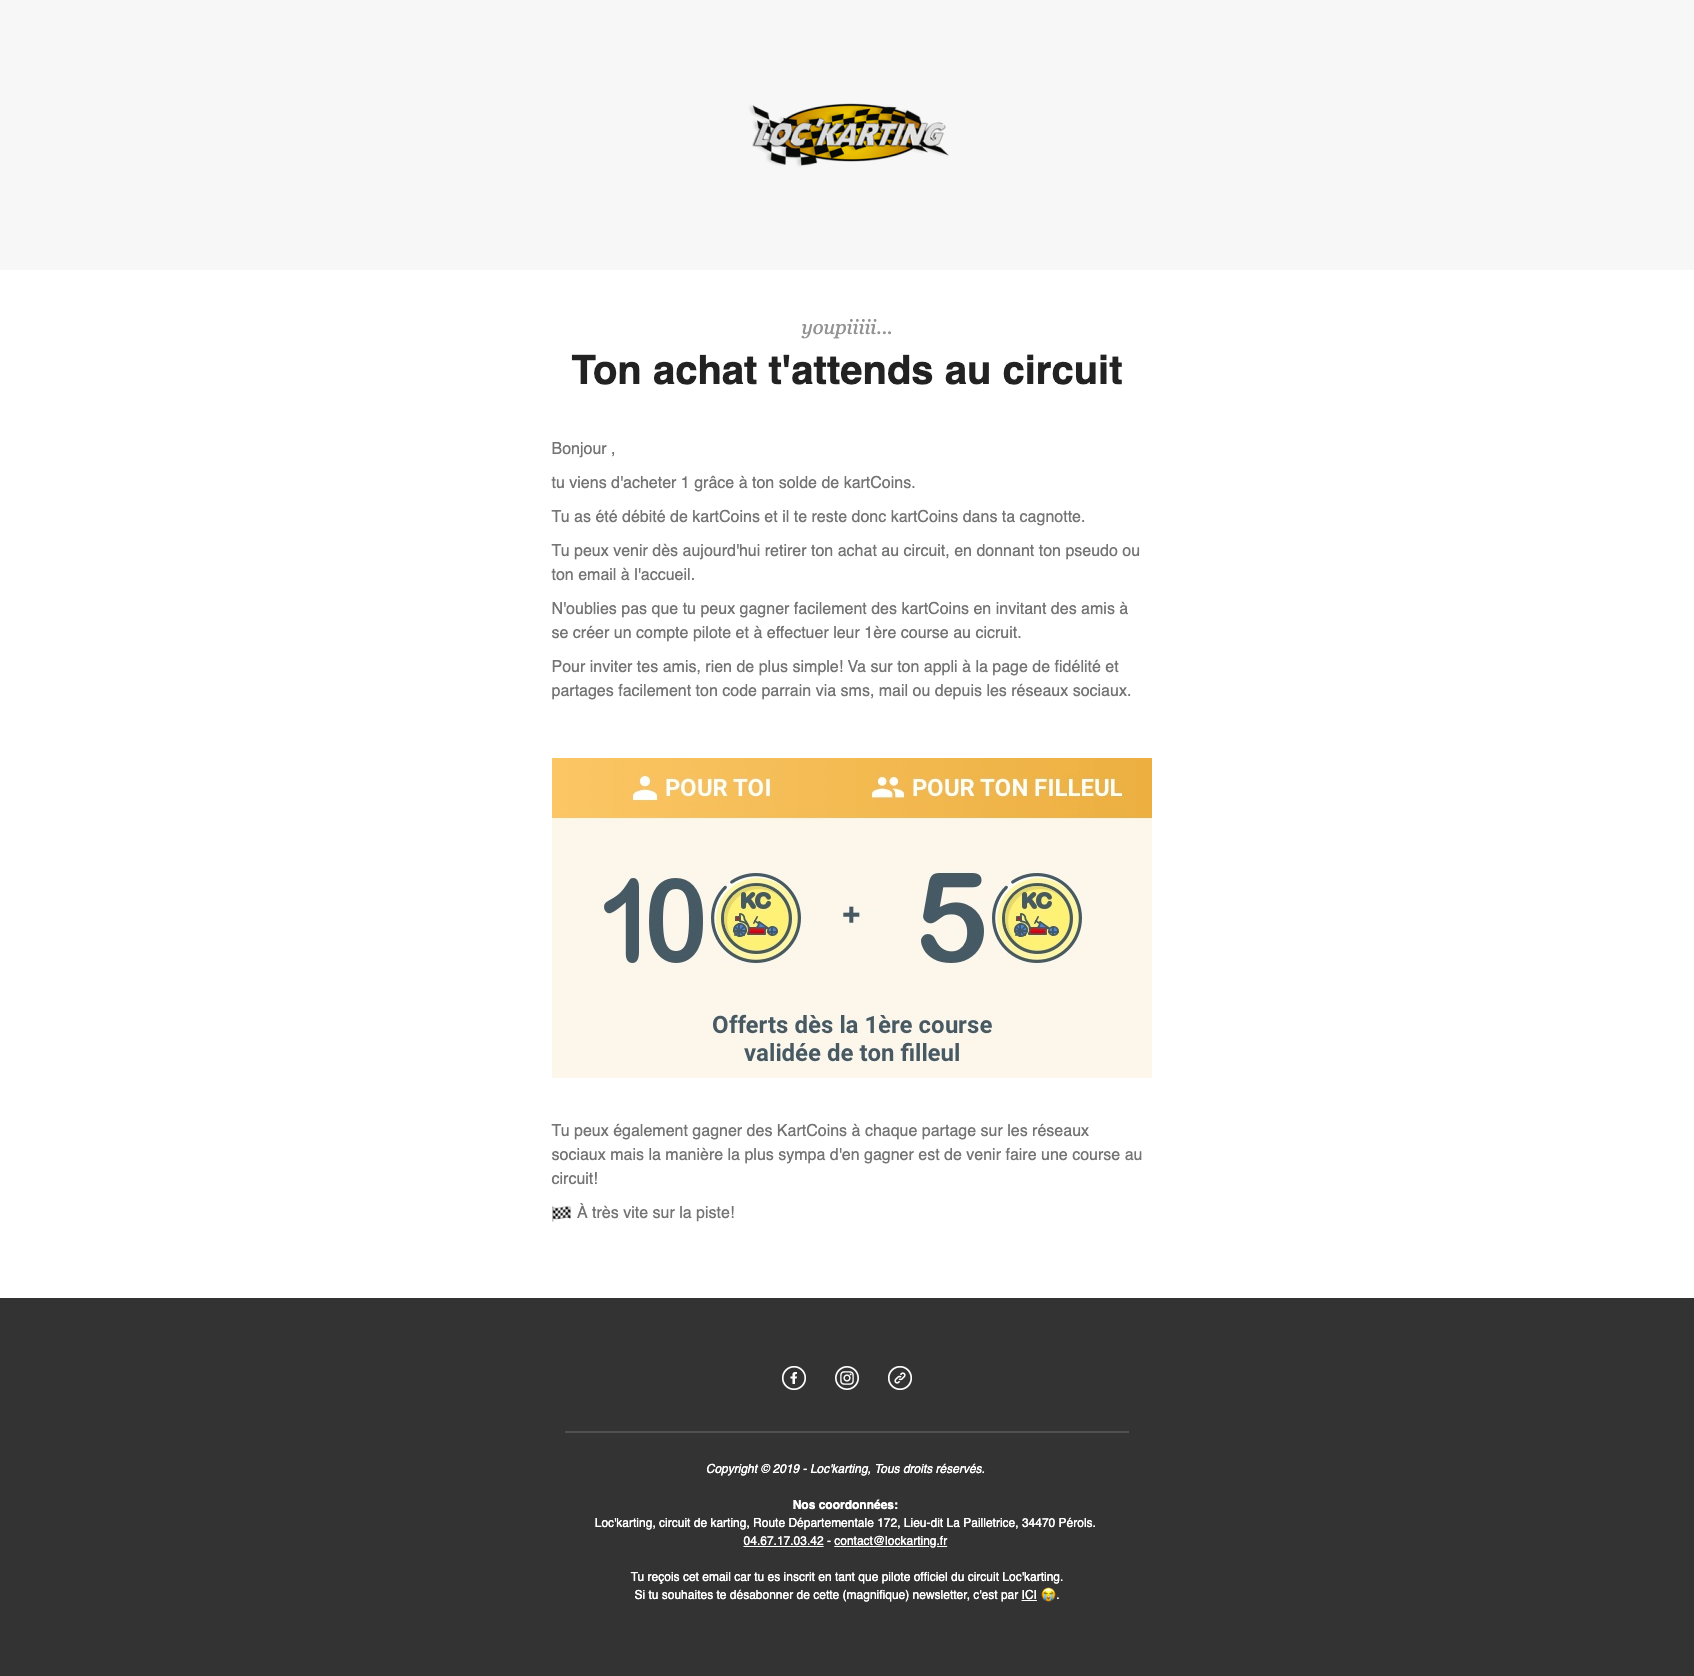 LOC'KARTING
youpiiiii...
Ton achat t'attends au circuit
Bonjour ,
tu viens d'acheter 1 grâce à ton solde de kartCoins.
Tu as été débité de kartCoins et il te reste donc kartCoins dans ta cagnotte.
Tu peux venir dès aujourd'hui retirer ton achat au circuit, en donnant ton pseudo ou
ton email à l'accueil.
N'oublies pas que tu peux gagner facilement des kartCoins en invitant des amis à
se créer un compte pilote et à effectuer leur 1ère course au cicruit.
Pour inviter tes amis, rien de plus simple! Va sur ton appli à la page de fidélité et
partages facilement ton code parrain via sms, mail ou depuis les réseaux sociaux.
POUR TOI POUR TON FILLEUL
10 KC + 5 KC
Offerts dès la 1ère course
validée de ton filleul
Tu peux également gagner des KartCoins à chaque partage sur les réseaux
sociaux mais la manière la plus sympa d'en gagner est de venir faire une course au
circuit!
🏁 À très vite sur la piste!
Copyright © 2019 - Loc'karting, Tous droits réservés.
Nos coordonnées:
Loc'karting, circuit de karting, Route Départementale 172, Lieu-dit La Pailletrice, 34470 Pérols.
04.67.17.03.42 - contact@lockarting.fr
Tu reçois cet email car tu es inscrit en tant que pilote officiel du circuit Loc'karting.
Si tu souhaites te désabonner de cette (magnifique) newsletter, c'est par ICI 😭.